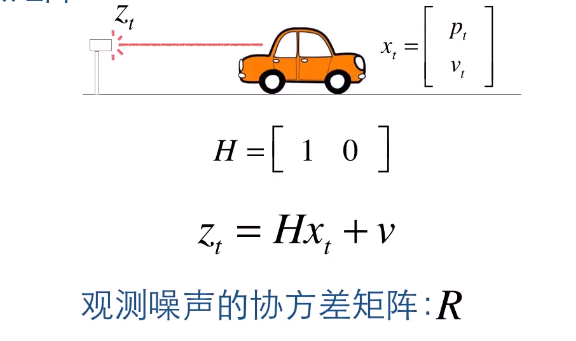 z_t
x_t = [ p_t
v_t ]
H = [ 1 0 ]
z_t = Hx_t + v
观测噪声的协方差矩阵:R